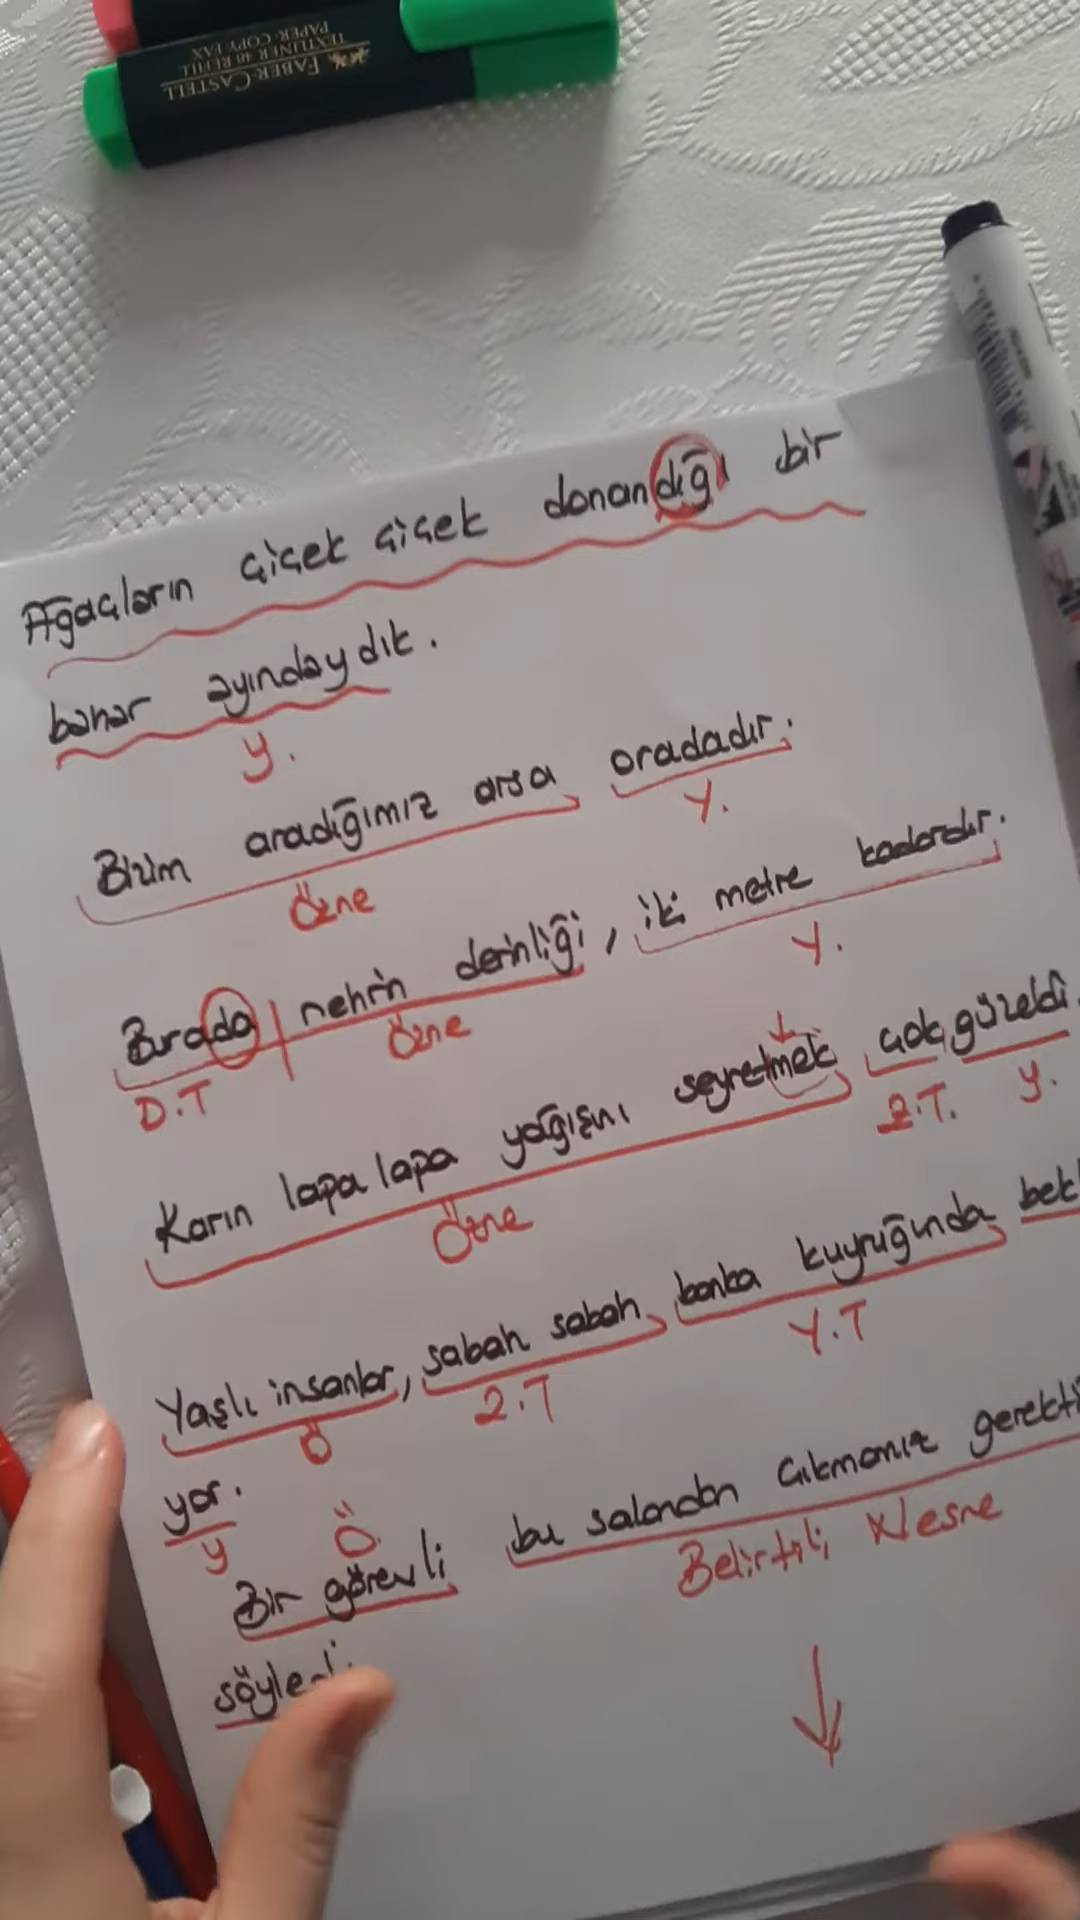 FABER-CASTELL
TEXTLINER 48 REFILL
PAPER COPY FAX
Ağaçların çiçek çiçek donandığı bir
bahar ayındaydık.
y.
Bizim aradığımız arsa oradadır.
Özne y.
Burada nehrin derinliği, iki metre kadardır.
D.T Özne y.
Karın lapa lapa yağışını seyretmek çok güzeldi.
Özne Z.T. y.
Yaşlı insanlar, sabah sabah banka kuyruğunda bek
Ö Z.T Y.T
yor.
y Ö.
Bir görevli bu salondan çıkmamız gerekti
Belirtili Nesne